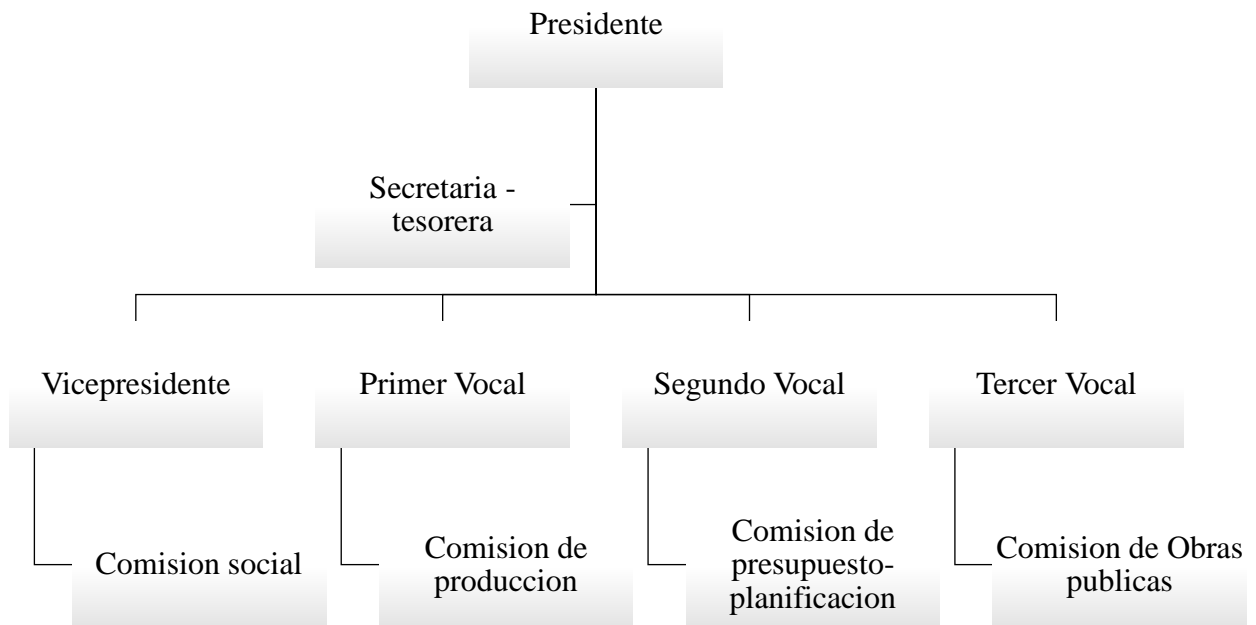 Presidente
Secretaria -
tesorera
Vicepresidente
Primer Vocal
Segundo Vocal
Tercer Vocal
Comision social
Comision de
produccion
Comision de
presupuesto-
planificacion
Comision de Obras
publicas